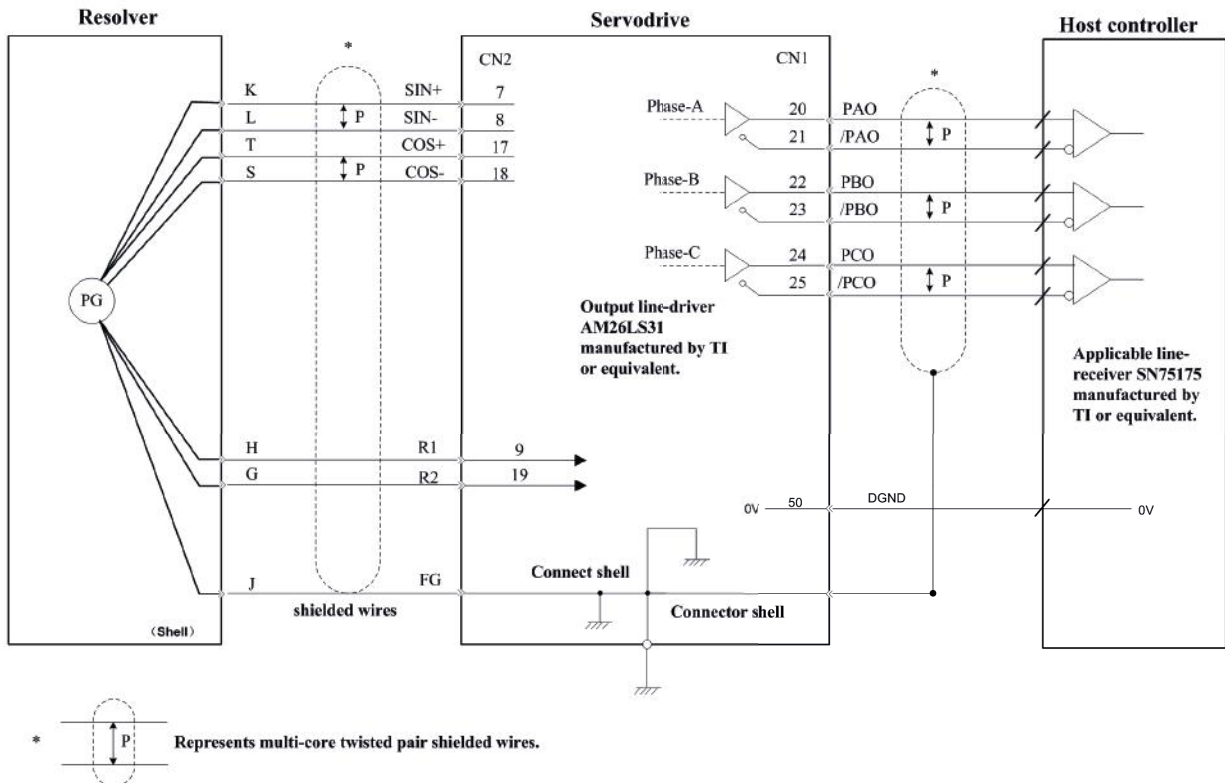 Resolver
Servodrive
Host controller
*
CN2
CN1
*
K SIN+ 7
P
L SIN- 8
T COS+ 17
P
S COS- 18
Phase-A
20 PAO
P
21 /PAO
Phase-B
22 PBO
P
23 /PBO
Phase-C
24 PCO
P
25 /PCO
PG
Output line-driver
AM26LS31
manufactured by TI
or equivalent.
Applicable line-
receiver SN75175
manufactured by
TI or equivalent.
H R1 9
G R2 19
0V 50 DGND 0V
J FG
Connect shell
Connector shell
shielded wires
(Shell)
* P Represents multi-core twisted pair shielded wires.